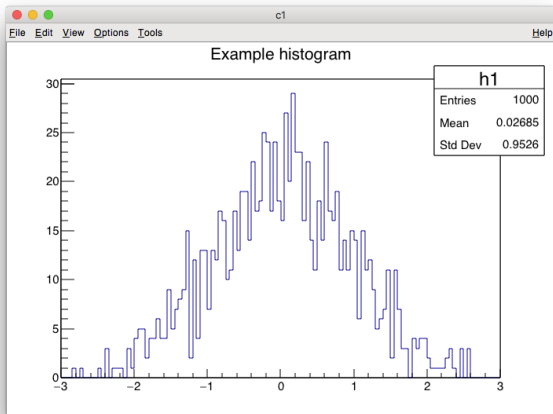 c1
File Edit View Options Tools Help
Example histogram
h1
Entries 1000
Mean 0.02685
Std Dev 0.9526
30
25
20
15
10
5
0
−3 −2 −1 0 1 2 3